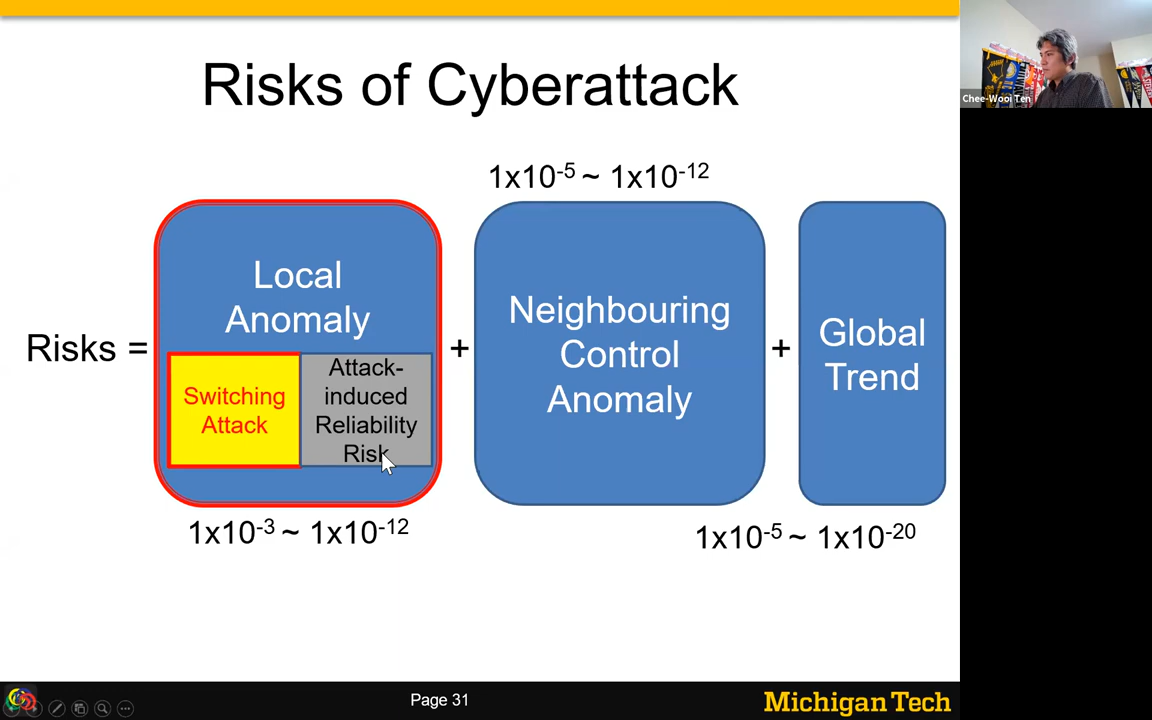 Risks of Cyberattack
Chee-Wooi Ten
1x10-5 ~ 1x10-12
Risks =
Local
Anomaly
Switching
Attack
Attack-
induced
Reliability
Risk
+
Neighbouring
Control
Anomaly
+
Global
Trend
1x10-3 ~ 1x10-12
1x10-5 ~ 1x10-20
Page 31
Michigan Tech